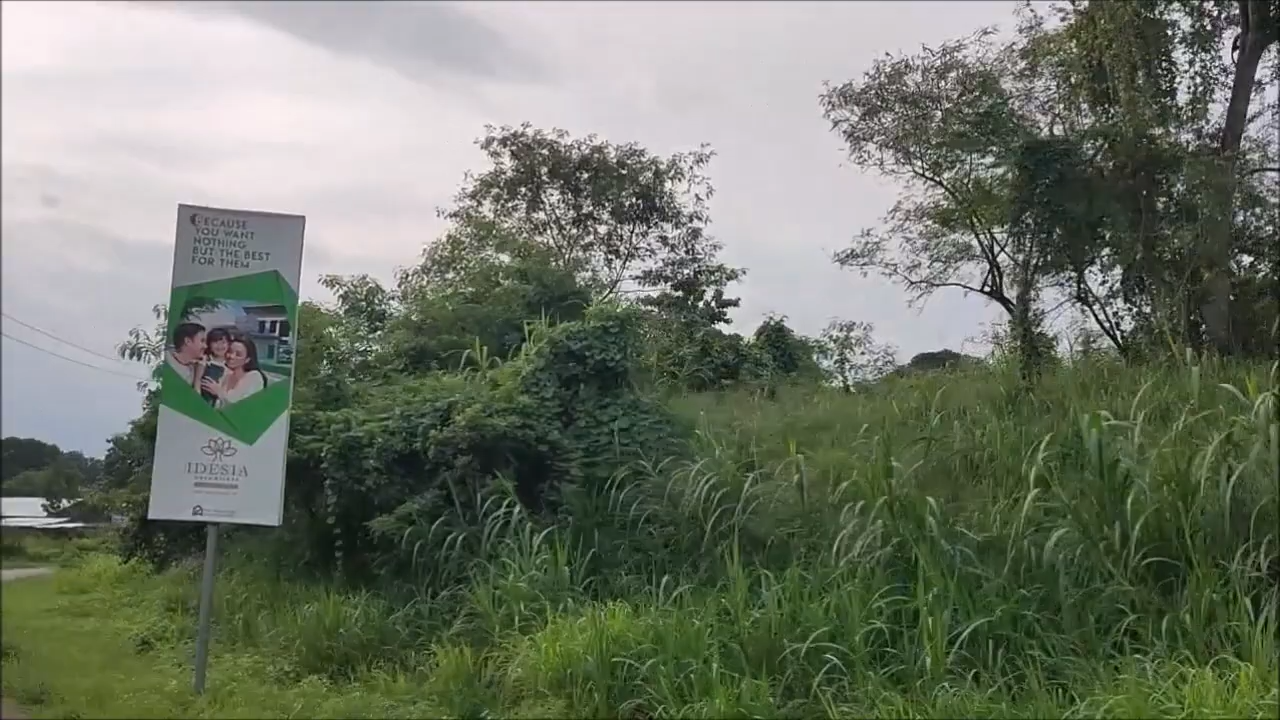 BECAUSE
YOU WANT
NOTHING
BUT THE BEST
FOR THEM
IDESIA